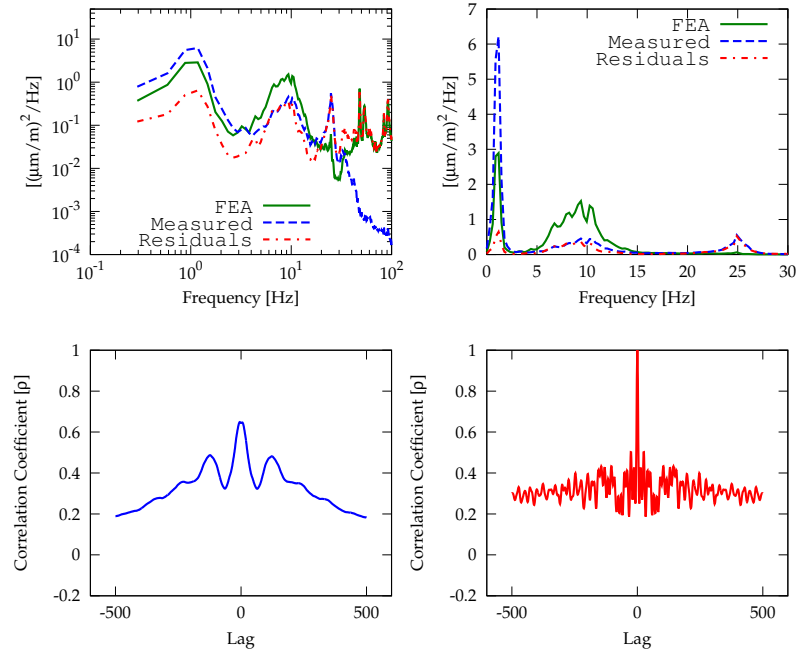 [(µm/m)²/Hz]
10¹
10⁰
10⁻¹
10⁻²
10⁻³
10⁻⁴
FEA
Measured
Residuals
10⁻¹ 10⁰ 10¹ 10²
Frequency [Hz]
[(µm/m)²/Hz]
7
6
5
4
3
2
1
0
FEA
Measured
Residuals
0 5 10 15 20 25 30
Frequency [Hz]
Correlation Coefficient [ρ]
1
0.8
0.6
0.4
0.2
0
-0.2
-500 0 500
Lag
Correlation Coefficient [ρ]
1
0.8
0.6
0.4
0.2
0
-0.2
-500 0 500
Lag